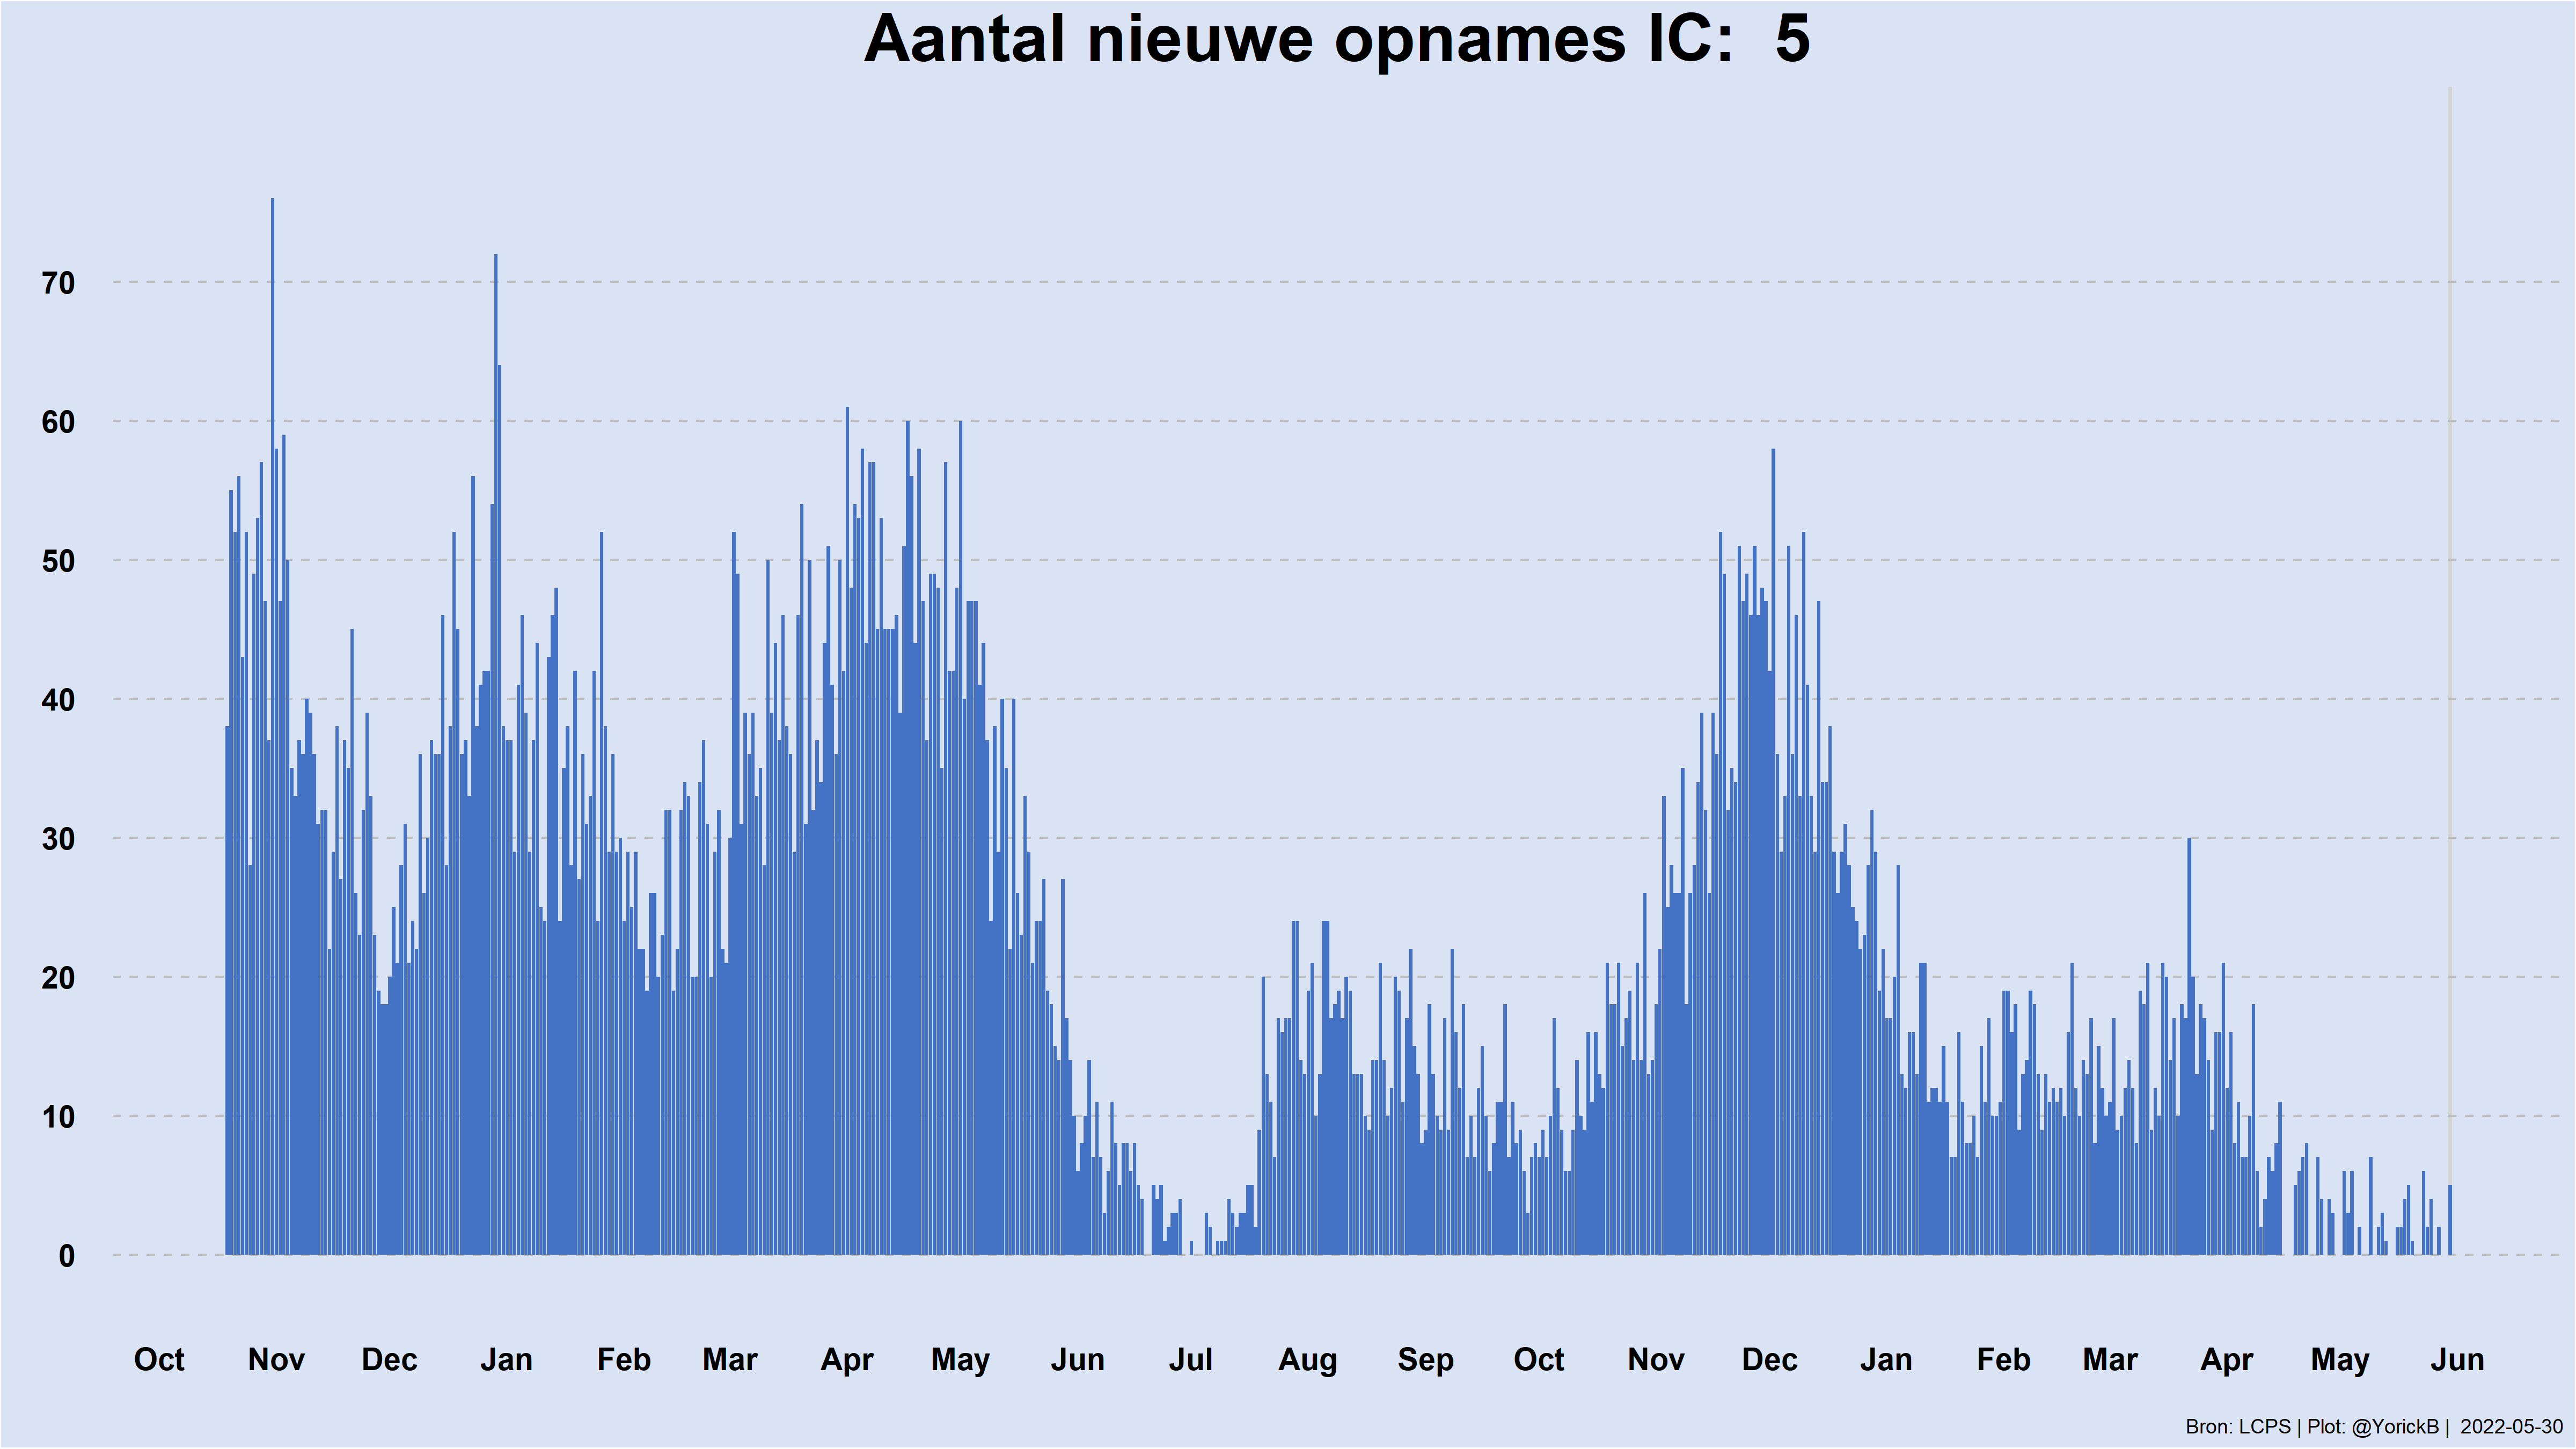 Aantal nieuwe opnames IC:  5
70
60
50
40
30
20
10
0
Oct Nov Dec Jan Feb Mar Apr May Jun Jul Aug Sep Oct Nov Dec Jan Feb Mar Apr May Jun
Bron: LCPS | Plot: @YorickB |  2022-05-30